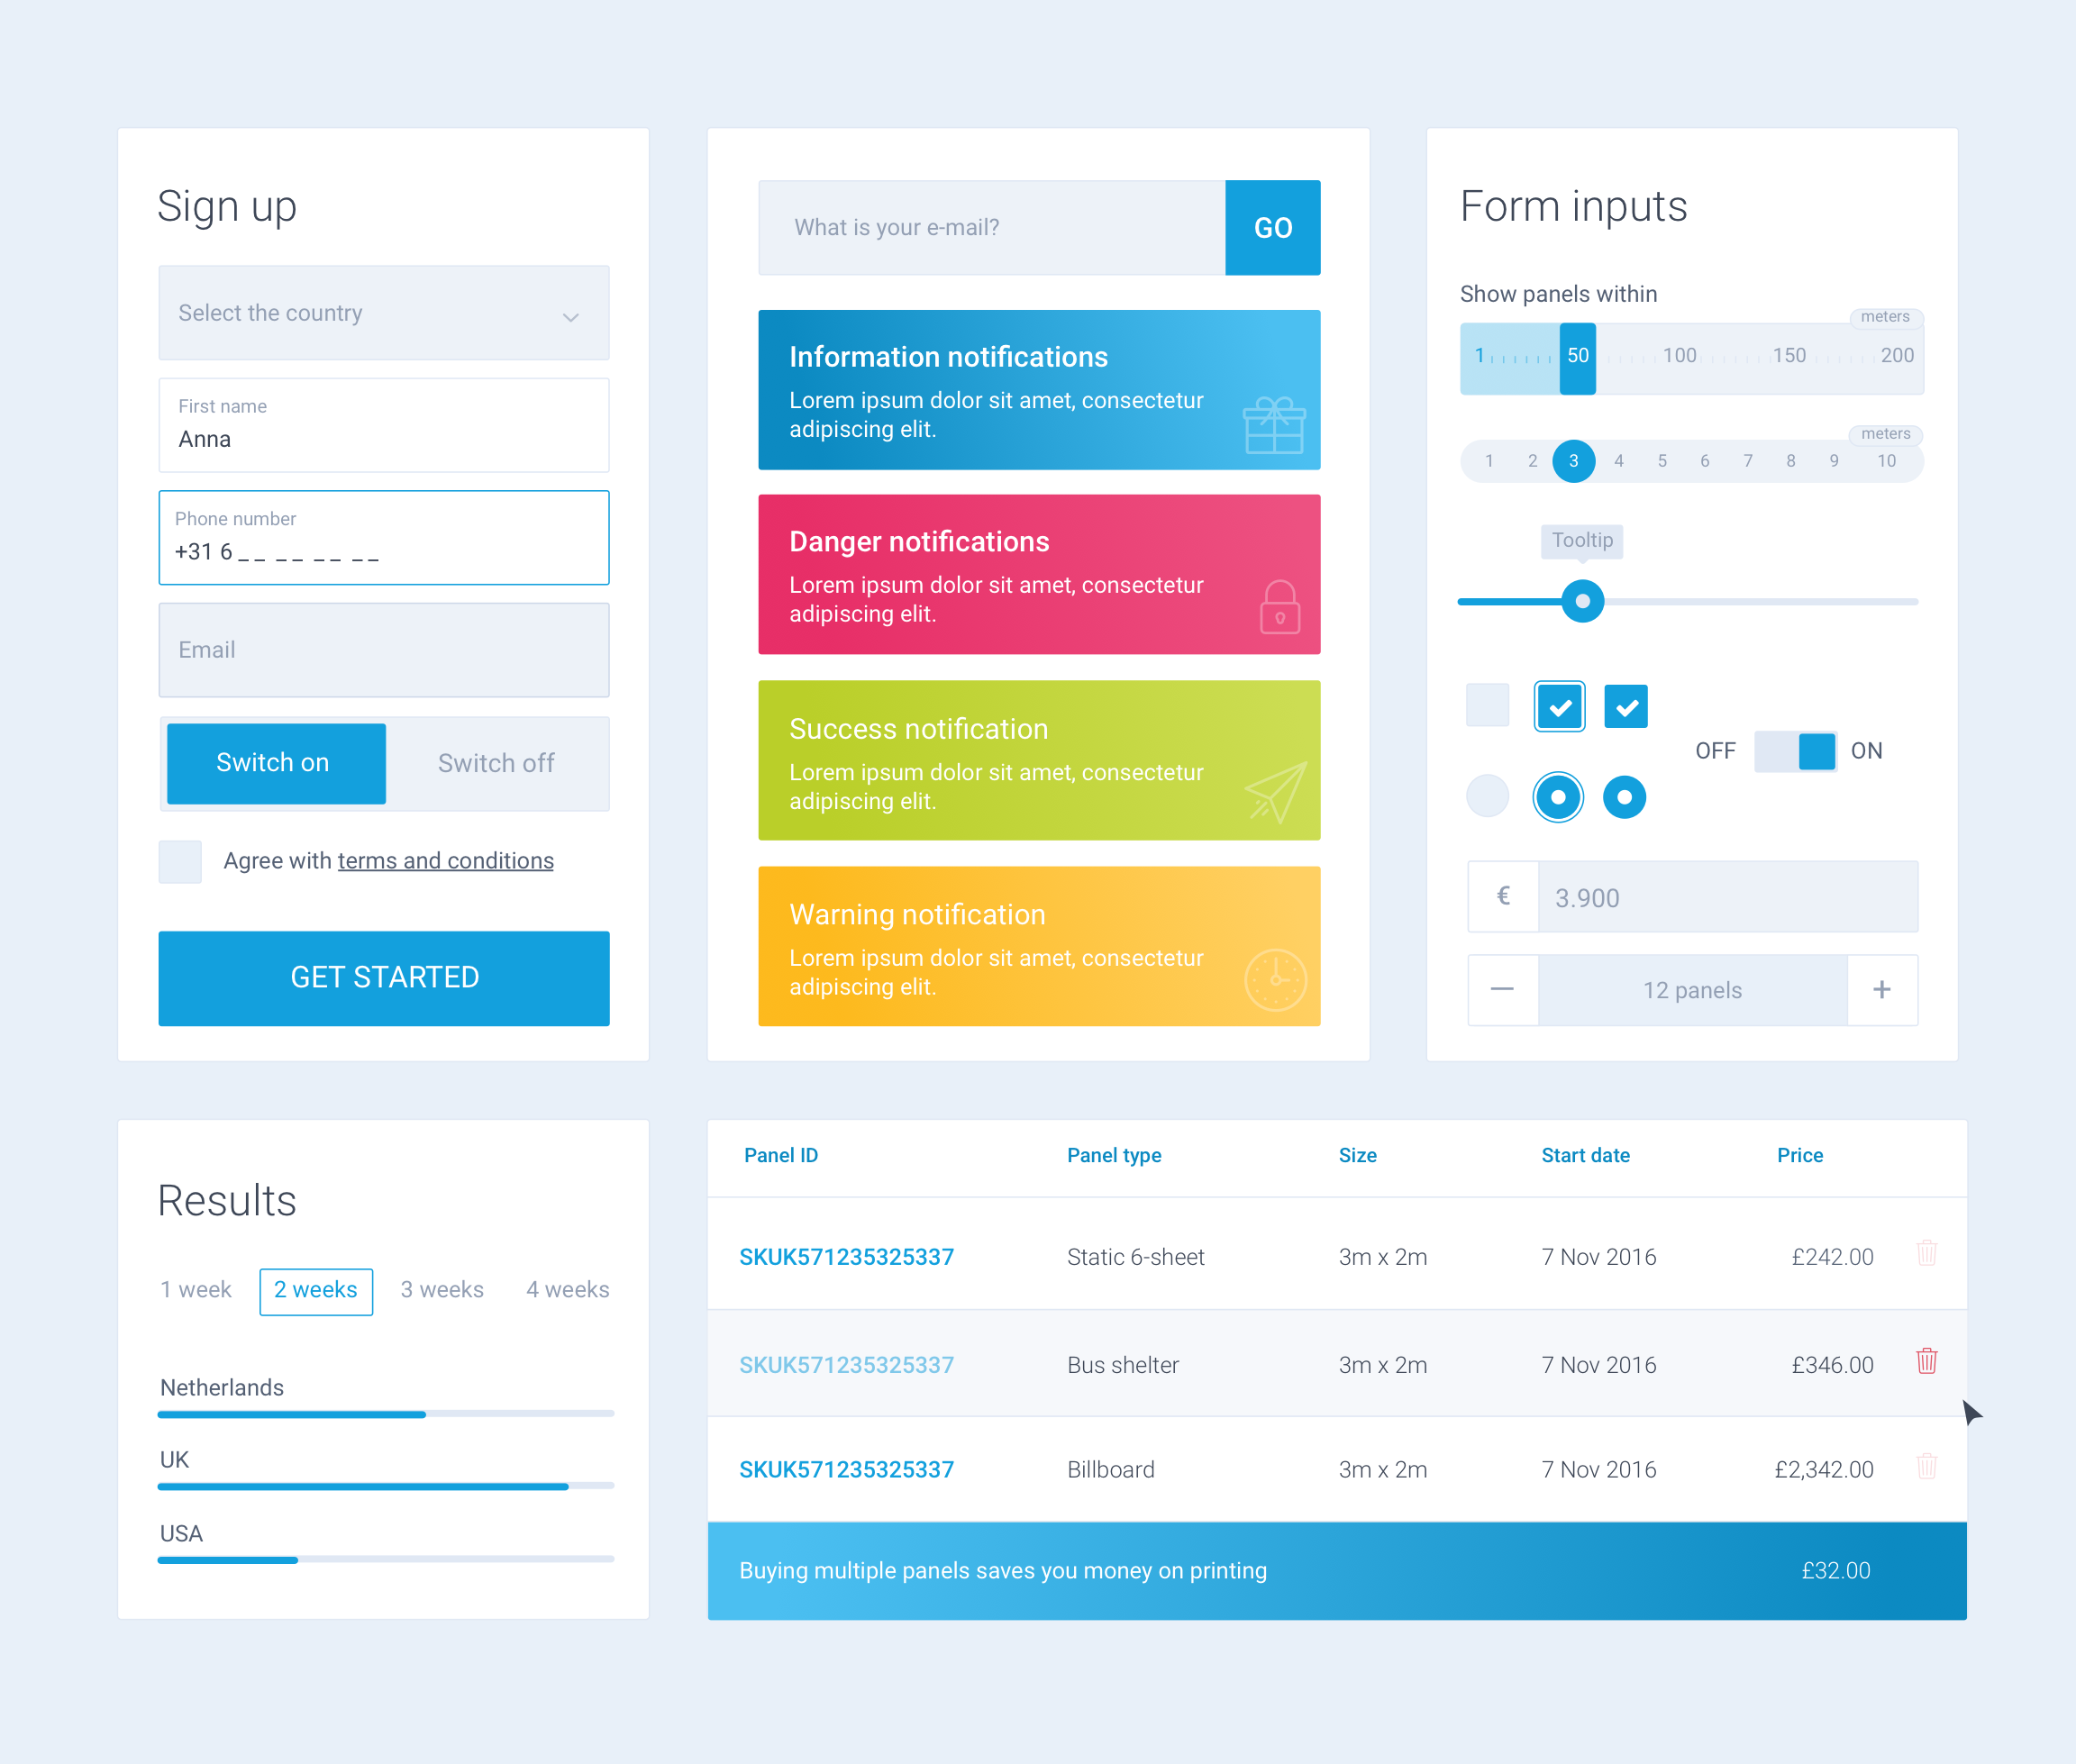 Sign up
Select the country
First name
Anna
Phone number
+31 6 _ _ _ _ _ _ _ _
Email
Switch on Switch off
Agree with terms and conditions
GET STARTED
What is your e-mail? GO
Information notifications
Lorem ipsum dolor sit amet, consectetur
adipiscing elit.
Danger notifications
Lorem ipsum dolor sit amet, consectetur
adipiscing elit.
Success notification
Lorem ipsum dolor sit amet, consectetur
adipiscing elit.
Warning notification
Lorem ipsum dolor sit amet, consectetur
adipiscing elit.
Form inputs
Show panels within
meters
1 50 100 150 200
meters
1 2 3 4 5 6 7 8 9 10
Tooltip
OFF ON
€ 3.900
— 12 panels +
Results
1 week 2 weeks 3 weeks 4 weeks
Netherlands
UK
USA
Panel ID Panel type Size Start date Price
SKUK571235325337 Static 6-sheet 3m x 2m 7 Nov 2016 £242.00
SKUK571235325337 Bus shelter 3m x 2m 7 Nov 2016 £346.00
SKUK571235325337 Billboard 3m x 2m 7 Nov 2016 £2,342.00
Buying multiple panels saves you money on printing £32.00